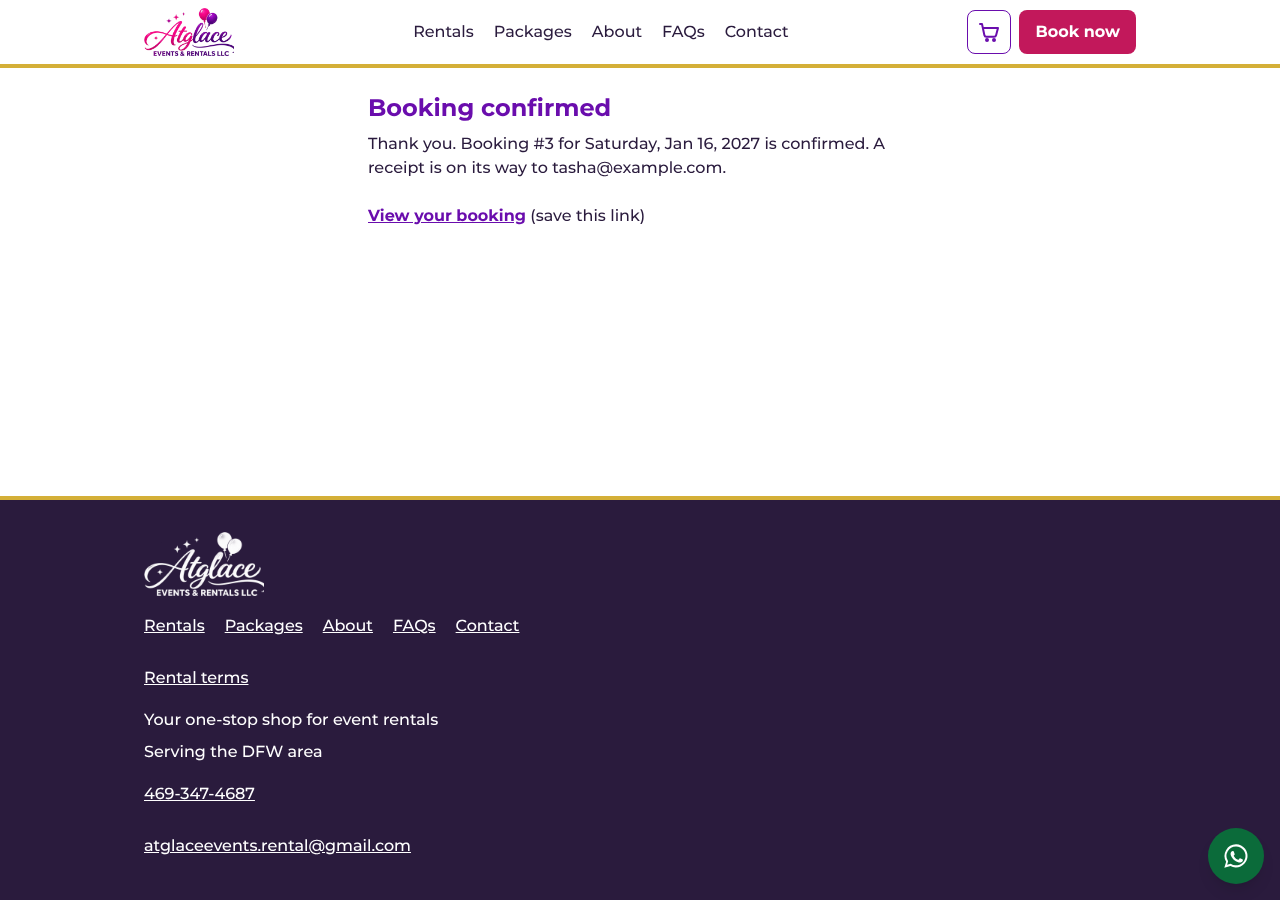 Atglace
EVENTS & RENTALS LLC
Rentals Packages About FAQs Contact
Book now
Booking confirmed
Thank you. Booking #3 for Saturday, Jan 16, 2027 is confirmed. A
receipt is on its way to tasha@example.com.
View your booking (save this link)
Atglace
EVENTS & RENTALS LLC
Rentals Packages About FAQs Contact
Rental terms
Your one-stop shop for event rentals
Serving the DFW area
469-347-4687
atglaceevents.rental@gmail.com